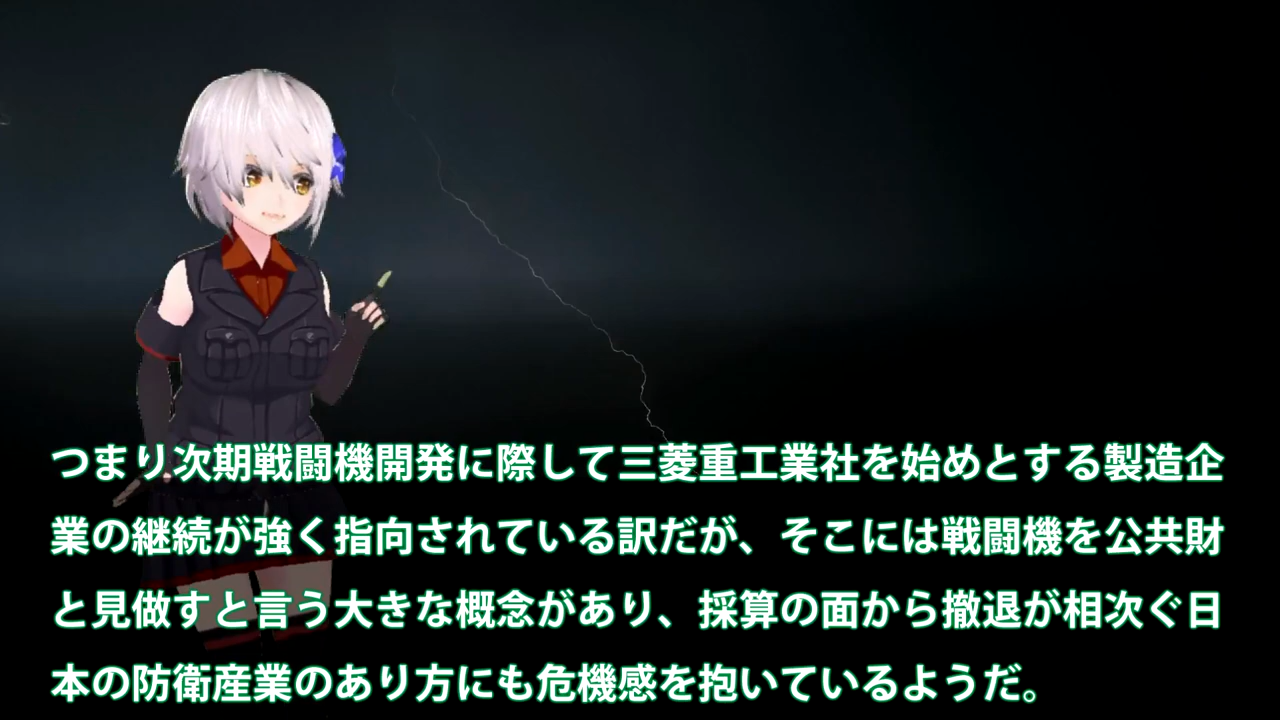 つまり次期戦闘機開発に際して三菱重工業社を始めとする製造企
業の継続が強く指向されている訳だが、そこには戦闘機を公共財
と見做すと言う大きな概念があり、採算の面から撤退が相次ぐ日
本の防衛産業のあり方にも危機感を抱いているようだ。